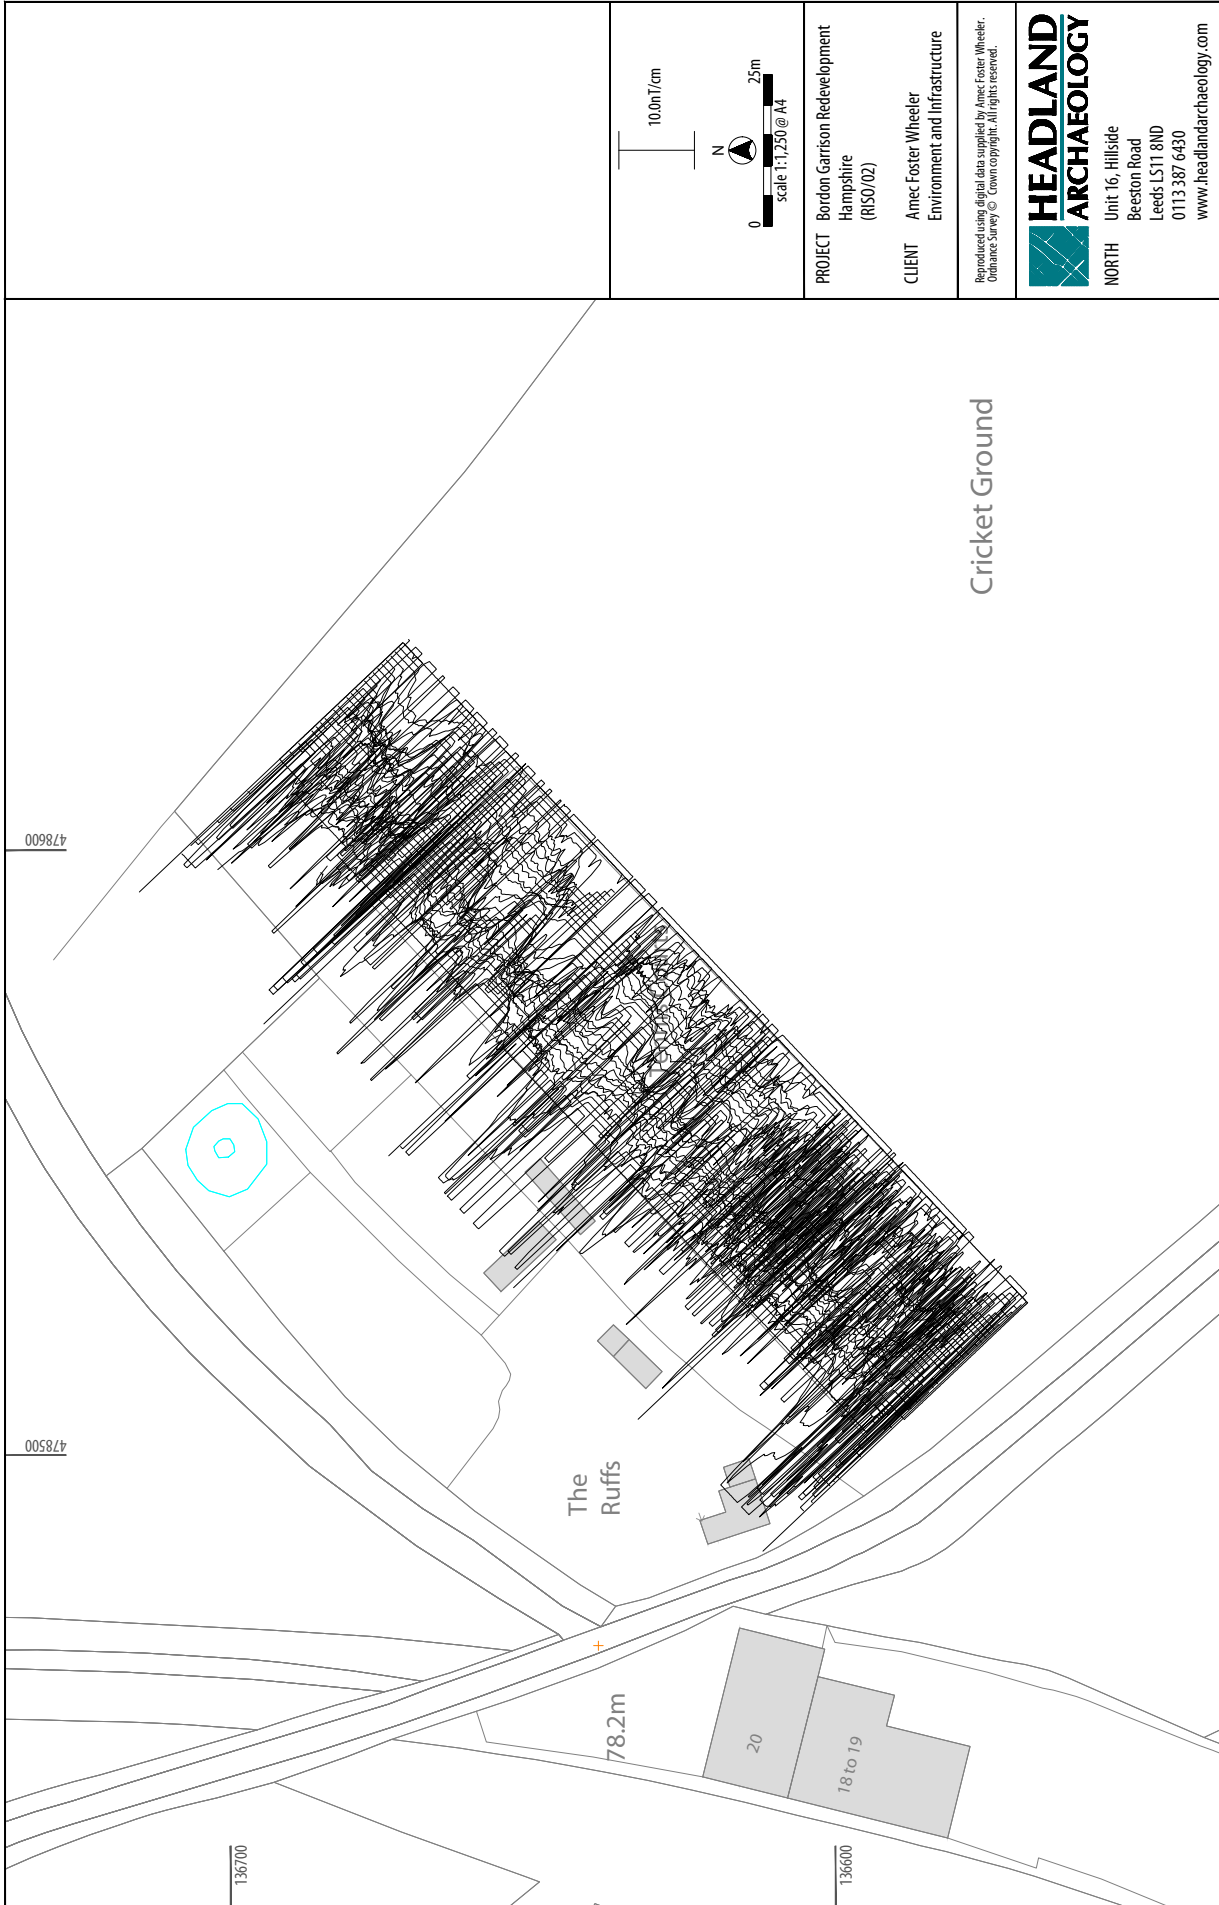 10.0nT/cm
N
0
25m
scale 1:1,250 @ A4
PROJECT
Bordon Garrison Redevelopment
Hampshire
(RISO/02)
CLIENT
Amec Foster Wheeler
Environment and Infrastructure
Reproduced using digital data supplied by Amec Foster Wheeler.
Ordnance Survey © Crown copyright. All rights reserved.
HEADLAND
ARCHAEOLOGY
NORTH
Unit 16, Hillside
Beeston Road
Leeds LS11 8ND
0113 387 6430
www.headlandarchaeology.com
Cricket Ground
478600
478500
The
Ruffs
78.2m
20
18 to 19
136700
136600